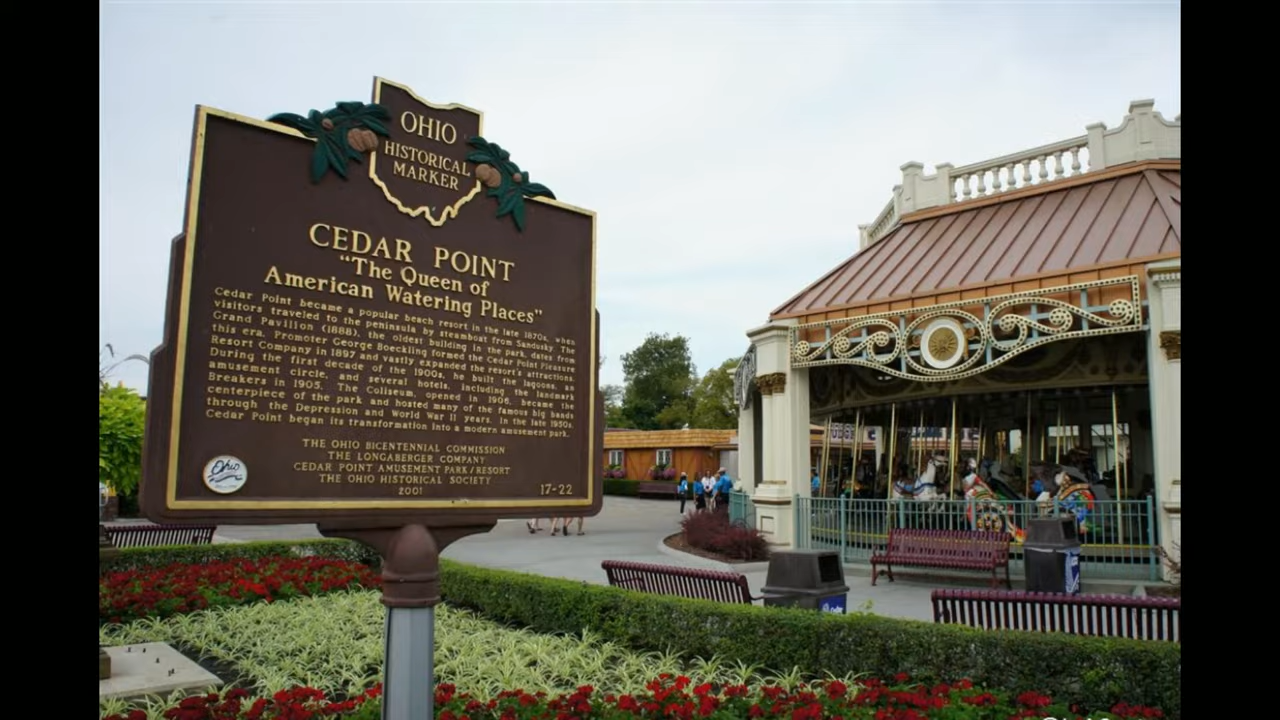 OHIO
HISTORICAL
MARKER
CEDAR POINT
"The Queen of
American Watering Places"
Cedar Point became a popular beach resort in the late 1870s, when
visitors traveled to the peninsula by steamboat from Sandusky. The
Grand Pavilion (1888), the oldest building in the park, dates from
this era. Promoter George Boeckling formed the Cedar Point Pleasure
Resort Company in 1897 and vastly expanded the resort's attractions.
During the first decade of the 1900s, he built the lagoons, an
amusement circle, and several hotels, including the landmark
Breakers in 1905. The Coliseum, opened in 1906, became the
centerpiece of the park and hosted many of the famous big bands
through the Depression and World War II years. In the late 1950s,
Cedar Point began its transformation into a modern amusement park.
THE OHIO BICENTENNIAL COMMISSION
THE LONGABERGER COMPANY
CEDAR POINT AMUSEMENT PARK/RESORT
THE OHIO HISTORICAL SOCIETY
2001
17-22
Ohio